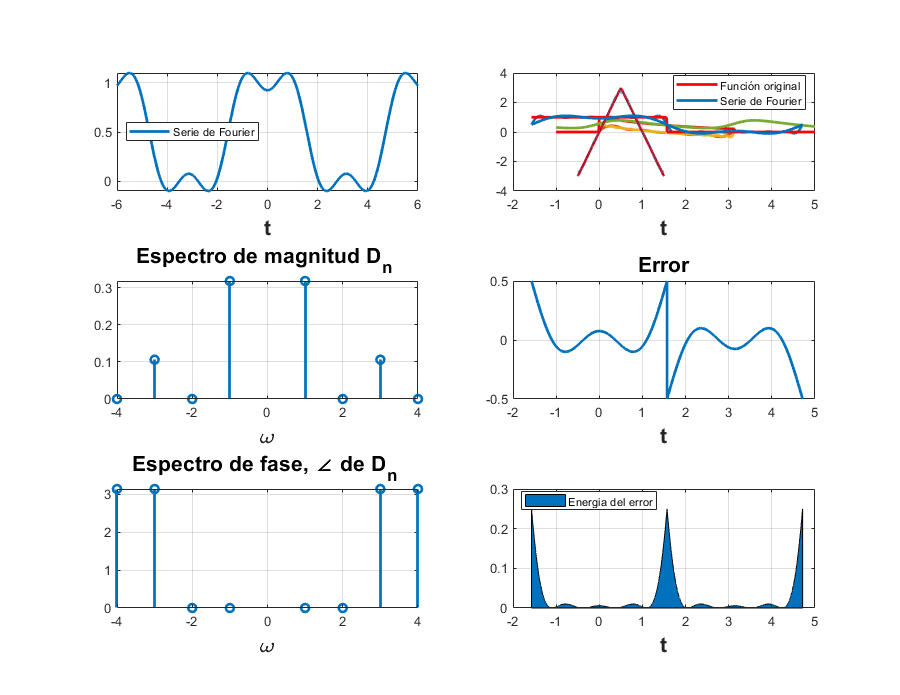 1
0.5
0
Serie de Fourier
-6 -4 -2 0 2 4 6
t
4
2
0
-2
-4
Función original
Serie de Fourier
-2 -1 0 1 2 3 4 5
t
Espectro de magnitud Dn
0.3
0.2
0.1
0
-4 -2 0 2 4
ω
Error
0.5
0
-0.5
-2 -1 0 1 2 3 4 5
t
Espectro de fase, ∠ de Dn
3
2
1
0
-4 -2 0 2 4
ω
0.3
0.2
0.1
0
Energia del error
-2 -1 0 1 2 3 4 5
t